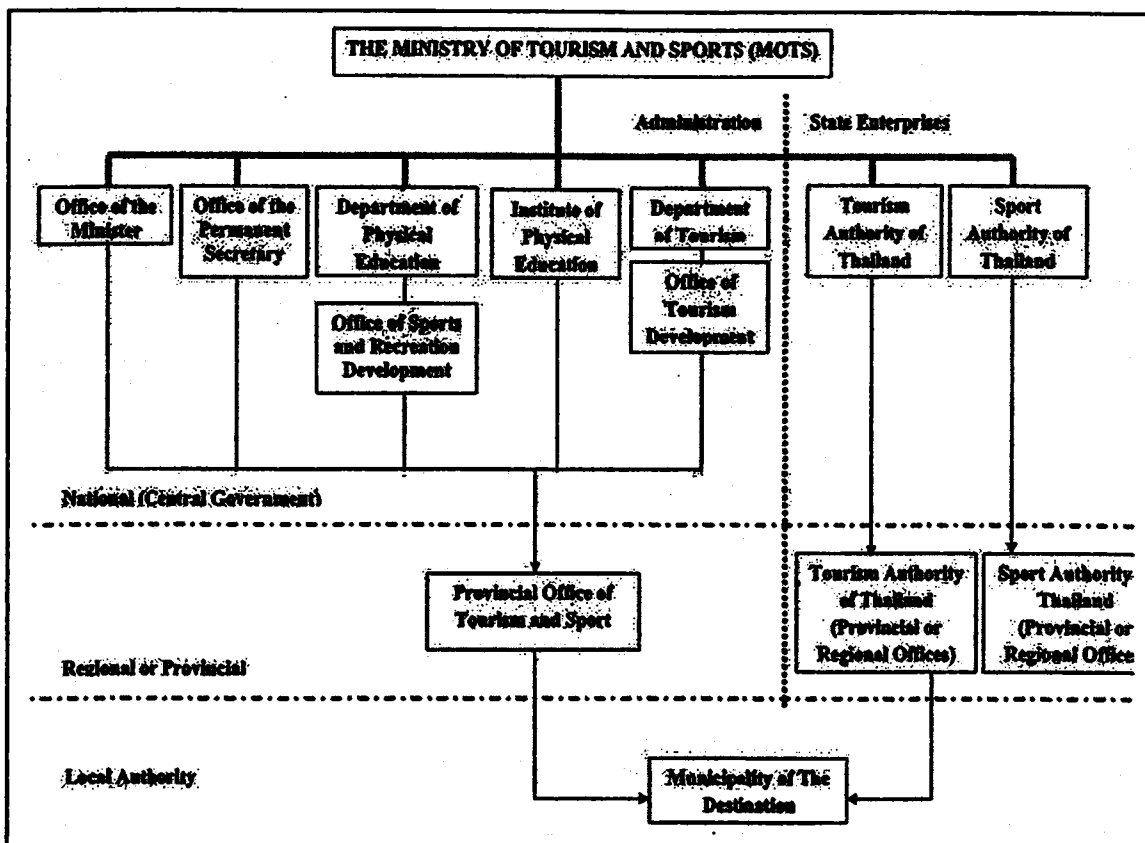 THE MINISTRY OF TOURISM AND SPORTS (MOTS)
Administration
State Enterprises
Office of the
Minister
Office of the
Permanent
Secretary
Department of
Physical
Education
Institute of
Physical
Education
Department
of Tourism
Tourism
Authority of
Thailand
Sport
Authority of
Thailand
Office of Sports
and Recreation
Development
Office of
Tourism
Development
National (Central Government)
Provincial Office of
Tourism and Sport
Tourism Authority
of Thailand
(Provincial or
Regional Offices)
Sport Authority
Thailand
(Provincial or
Regional Office
Regional or Provincial
Local Authority
Municipality of The
Destination